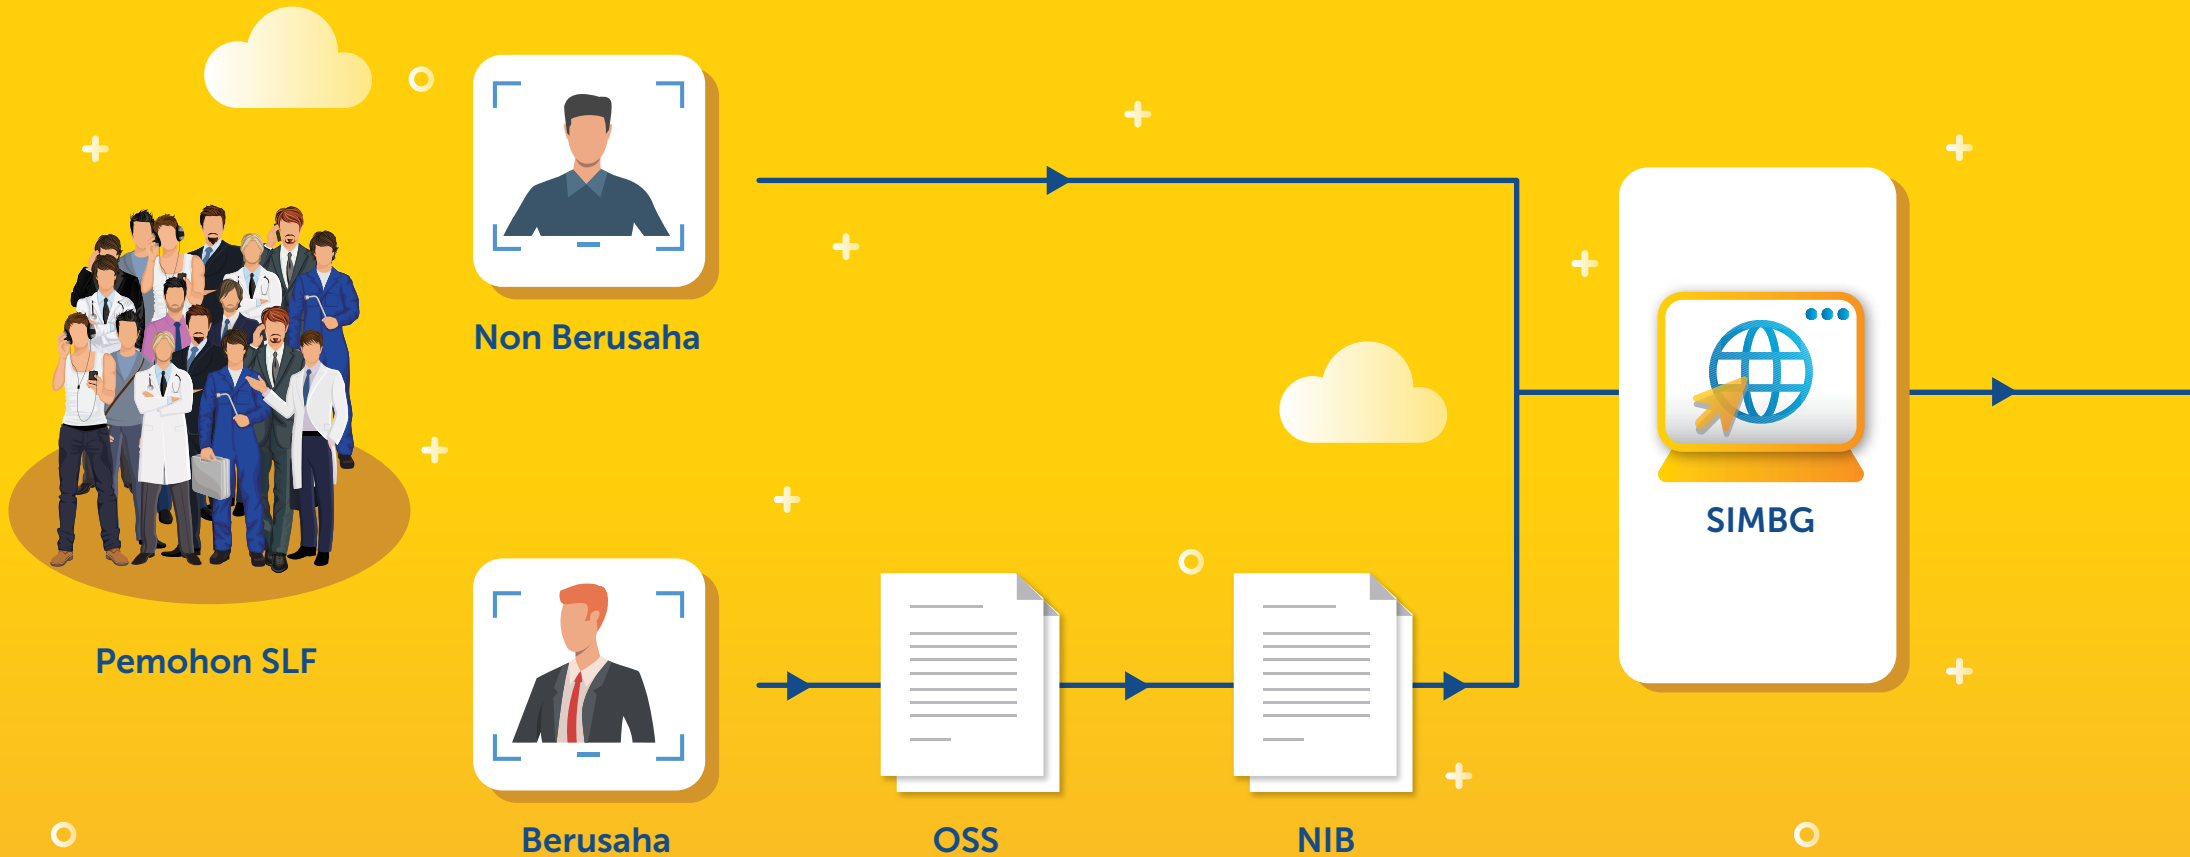 Non Berusaha
SIMBG
Pemohon SLF
Berusaha
OSS
NIB